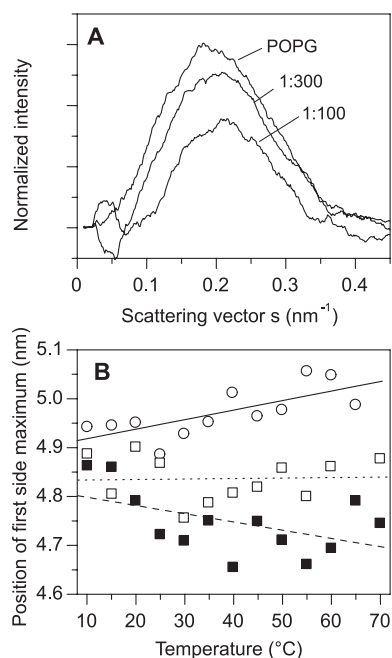 A
POPG
1:300
1:100
Normalized intensity
0 0.1 0.2 0.3 0.4
Scattering vector s (nm⁻¹)
B
Position of first side maximum (nm)
5.1
5.0
4.9
4.8
4.7
4.6
10 20 30 40 50 60 70
Temperature (°C)